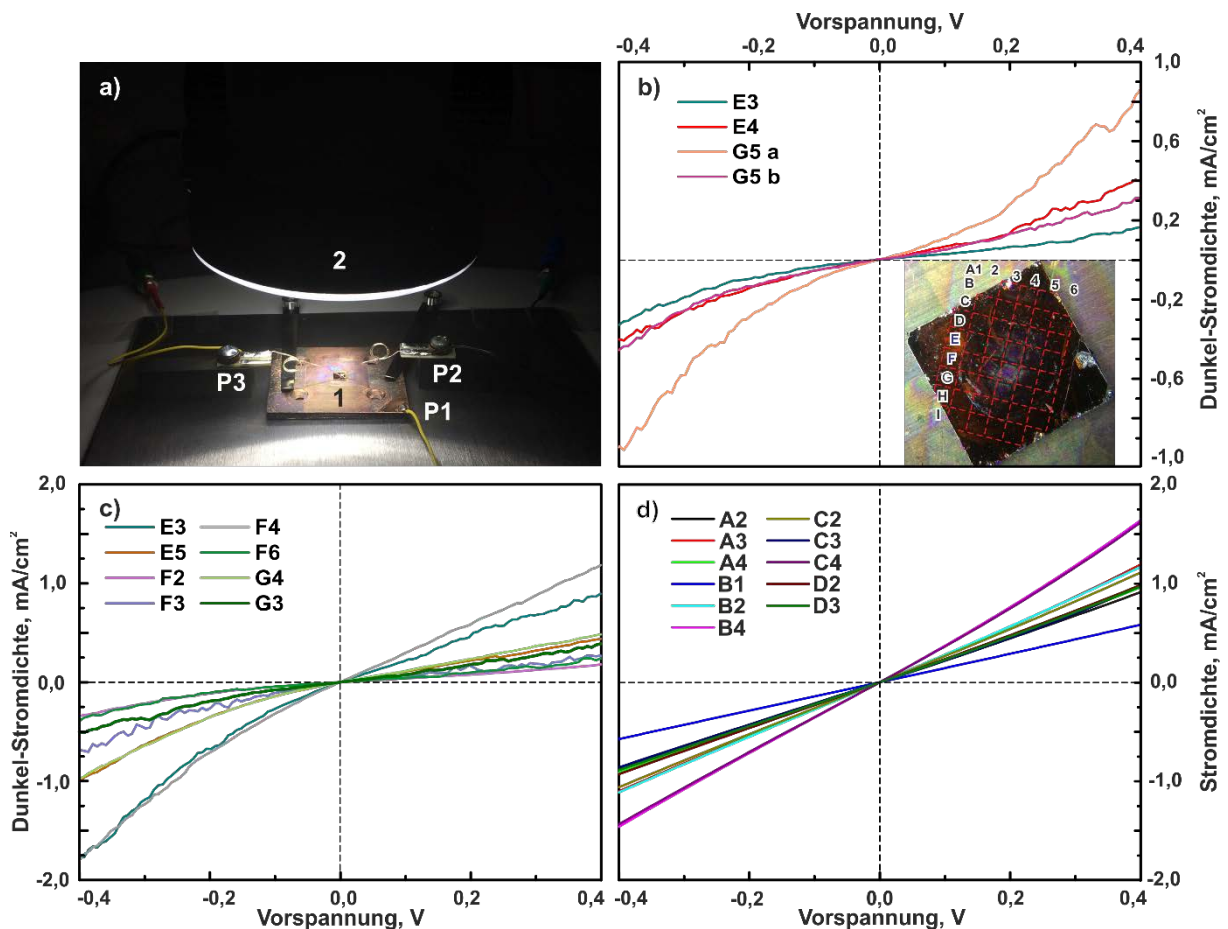 a)
2
P3
P2
1
P1
Vorspannung, V
-0,4 -0,2 0,0 0,2 0,4
b)
E3
E4
G5 a
G5 b
1,0
0,6
0,2
-0,2
-0,6
-1,0
Dunkel-Stromdichte, mA/cm²
A1 2 3 4 5 6
B
C
D
E
F
G
H
I
c)
E3 F4
E5 F6
F2 G4
F3 G3
2,0
1,0
0,0
-1,0
-2,0
Dunkel-Stromdichte, mA/cm²
-0,4 -0,2 0,0 0,2 0,4
Vorspannung, V
d)
A2 C2
A3 C3
A4 C4
B1 D2
B2 D3
B4
2,0
1,0
0,0
-1,0
-2,0
Stromdichte, mA/cm²
-0,4 -0,2 0,0 0,2 0,4
Vorspannung, V